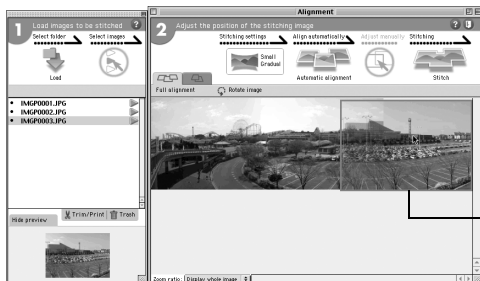 Alignment
1 Load images to be stitched ?
Select folder Select images
Load
IMGP0001.JPG
IMGP0002.JPG
IMGP0003.JPG
Hide preview Trim/Print Trash
2 Adjust the position of the stitching image ?
Stitching settings Align automatically Adjust manually Stitching
Small
Gradual
Automatic alignment Stitch
Full alignment Rotate image
Zoom ratio: Display whole image